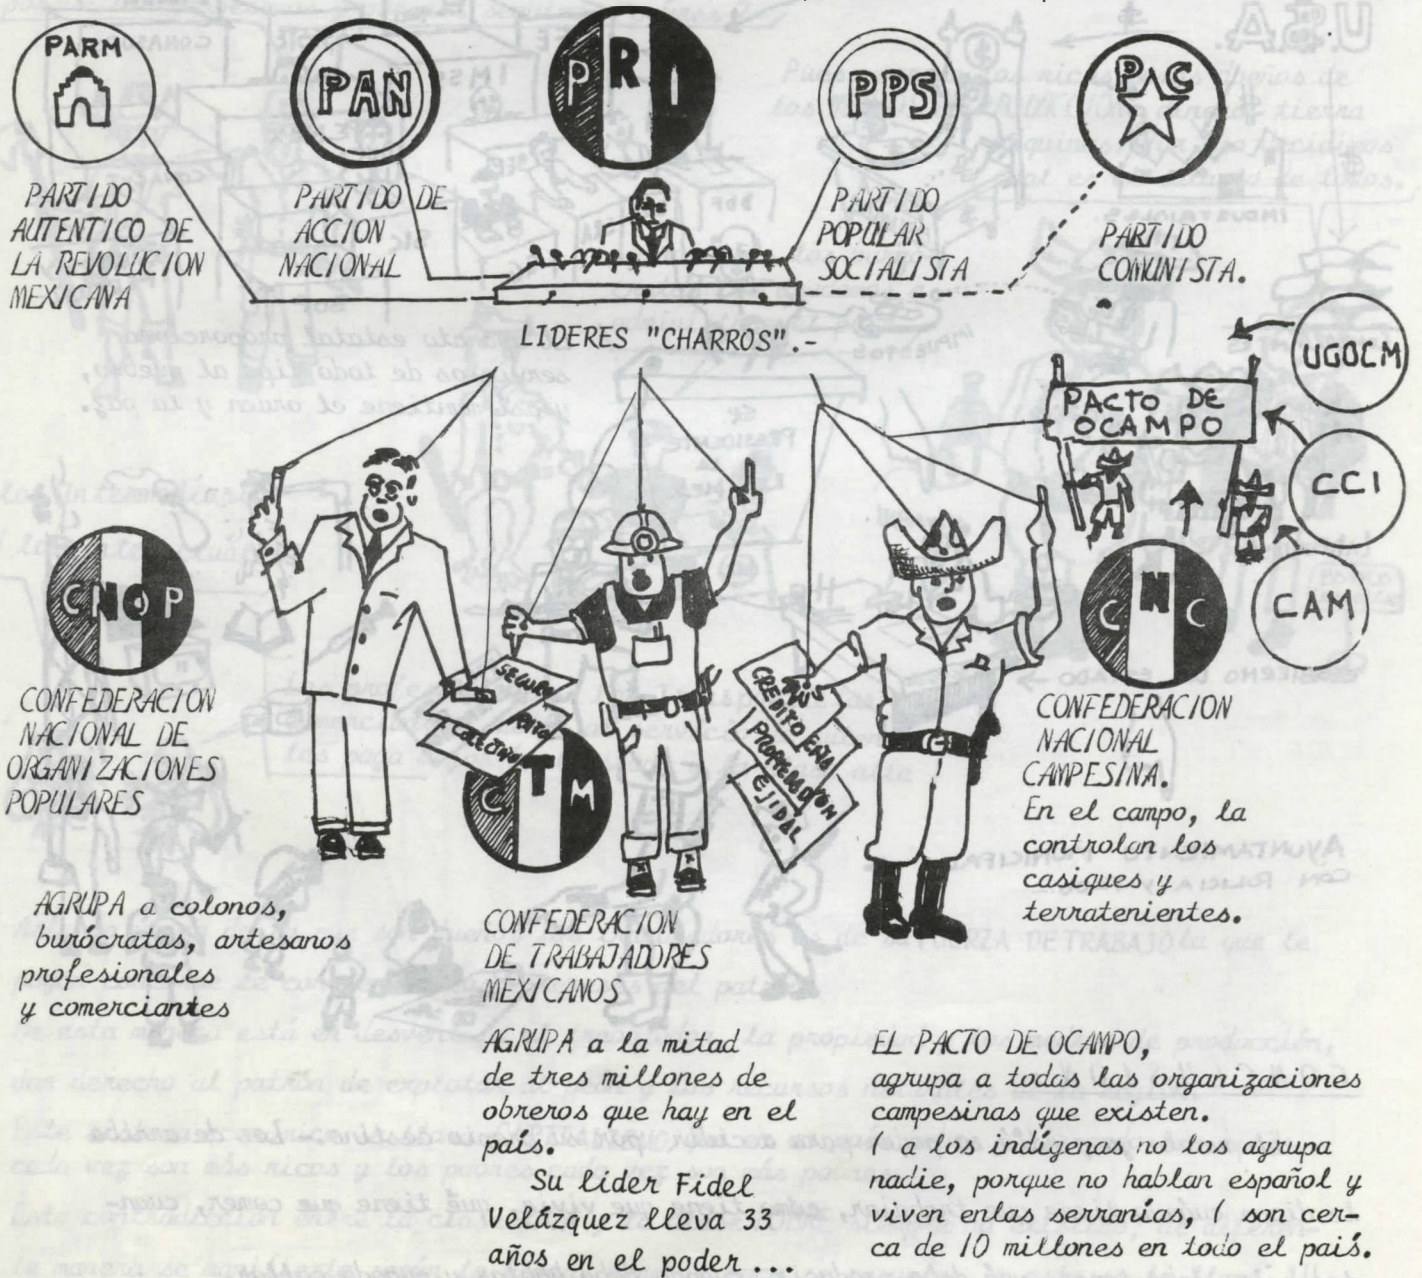 PARM
PAN
PRI
PPS
PC
PARTIDO
AUTENTICO DE
LA REVOLUCION
MEXICANA
PARTIDO DE
ACCION
NACIONAL
PARTIDO
POPULAR
SOCIALISTA
PARTIDO
COMUNISTA.
LIDERES "CHARROS".-
PACTO DE
OCAMPO
UGOCM
CCI
CAM
CNOP
CONFEDERACION
NACIONAL DE
ORGANIZACIONES
POPULARES
AGRUPA a colonos,
burócratas, artesanos
profesionales
y comerciantes
SEGURO
COLECTIVO
CTM
CONFEDERACION
DE TRABAJADORES
MEXICANOS
AGRUPA a la mitad
de tres millones de
obreros que hay en el
país.
Su lider Fidel
Velázquez lleva 33
años en el poder ...
CREDITO
EJIDAL
CNC
CONFEDERACION
NACIONAL
CAMPESINA.
En el campo, la
controlan los
casiques y
terratenientes.
EL PACTO DE OCAMPO,
agrupa a todas las organizaciones
campesinas que existen.
( a los indígenas no los agrupa
nadie, porque no hablan español y
viven enlas serranías, ( son cer-
ca de 10 millones en todo el país.